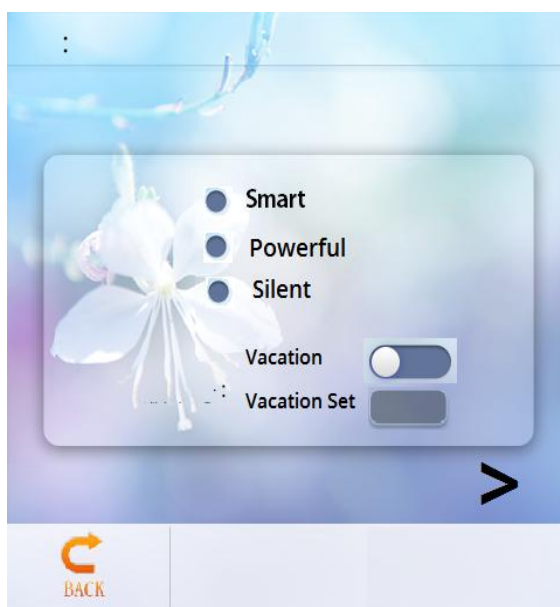 :
Smart
Powerful
Silent
Vacation
Vacation Set
>
BACK